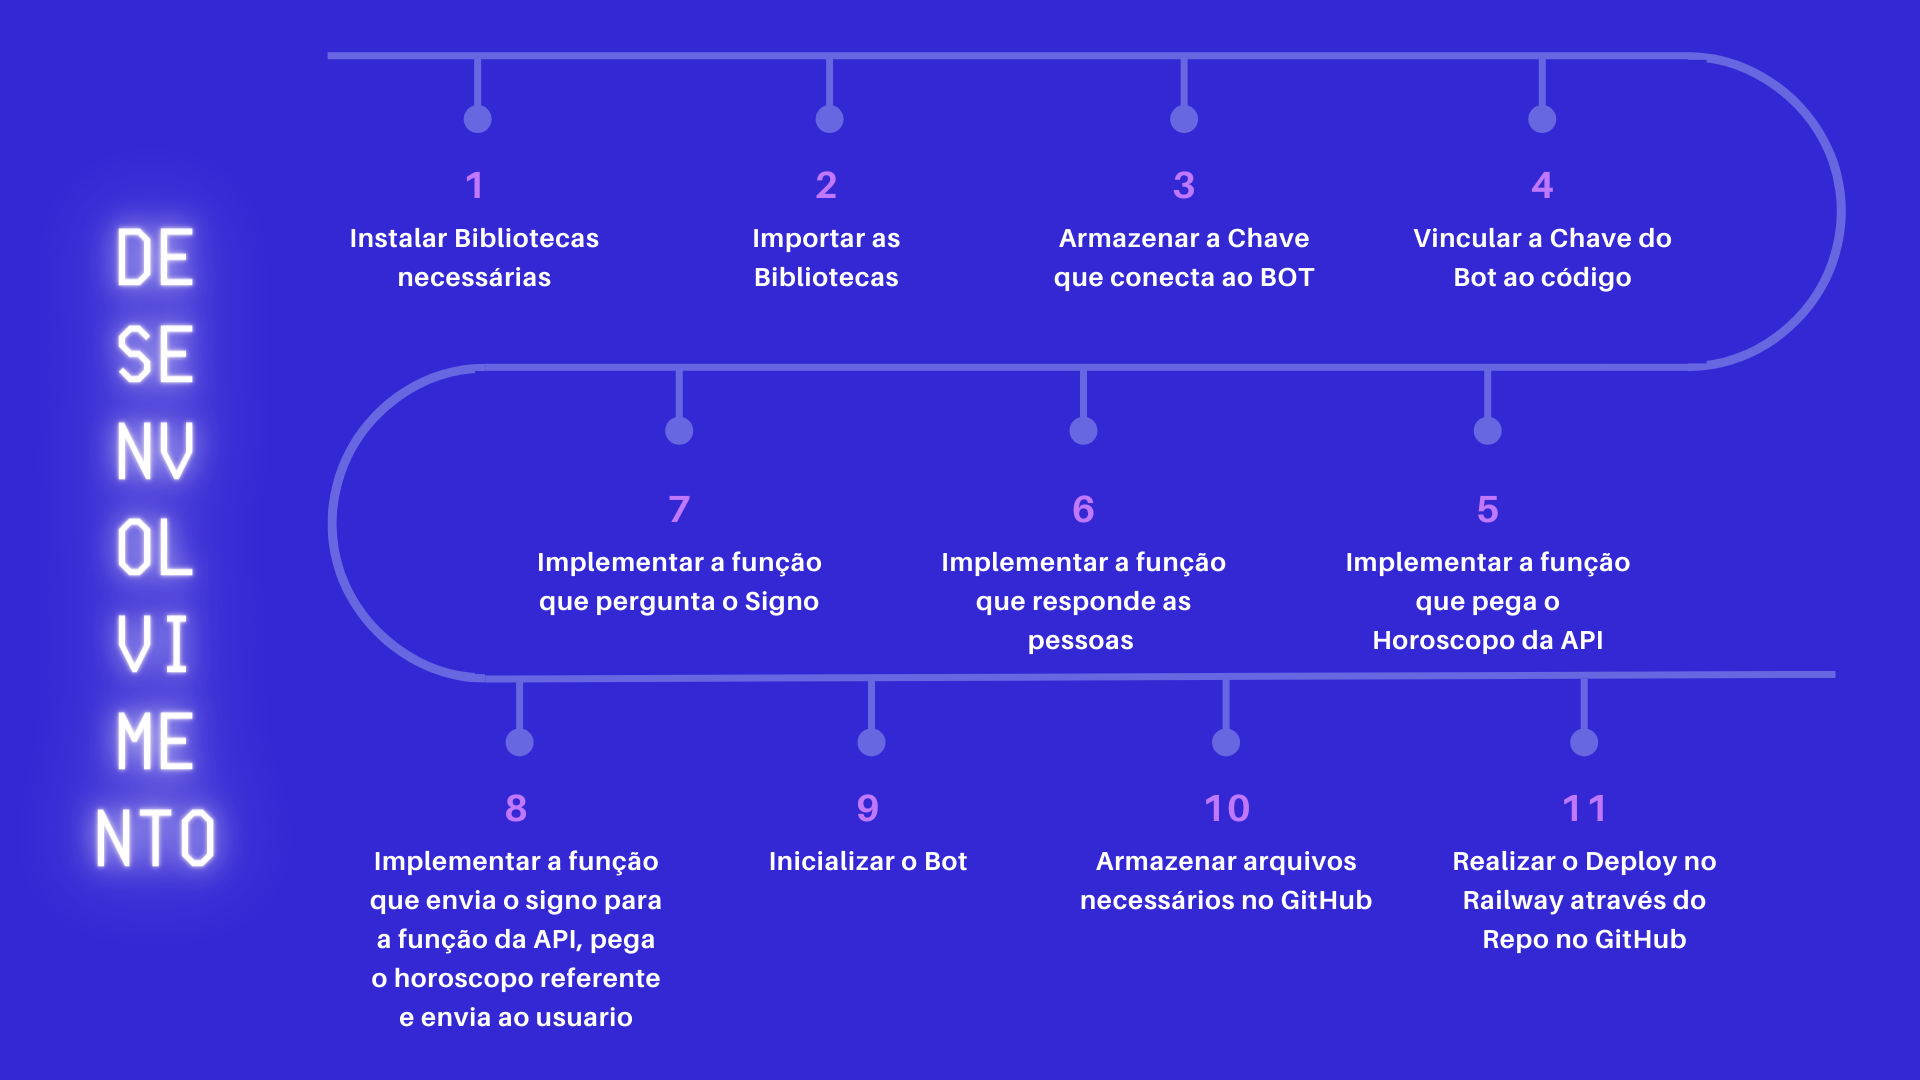 DE
SE
NV
OL
VI
ME
NTO
1
Instalar Bibliotecas
necessárias
2
Importar as
Bibliotecas
3
Armazenar a Chave
que conecta ao BOT
4
Vincular a Chave do
Bot ao código
5
Implementar a função
que pega o
Horoscopo da API
6
Implementar a função
que responde as
pessoas
7
Implementar a função
que pergunta o Signo
8
Implementar a função
que envia o signo para
a função da API, pega
o horoscopo referente
e envia ao usuario
9
Inicializar o Bot
10
Armazenar arquivos
necessários no GitHub
11
Realizar o Deploy no
Railway através do
Repo no GitHub